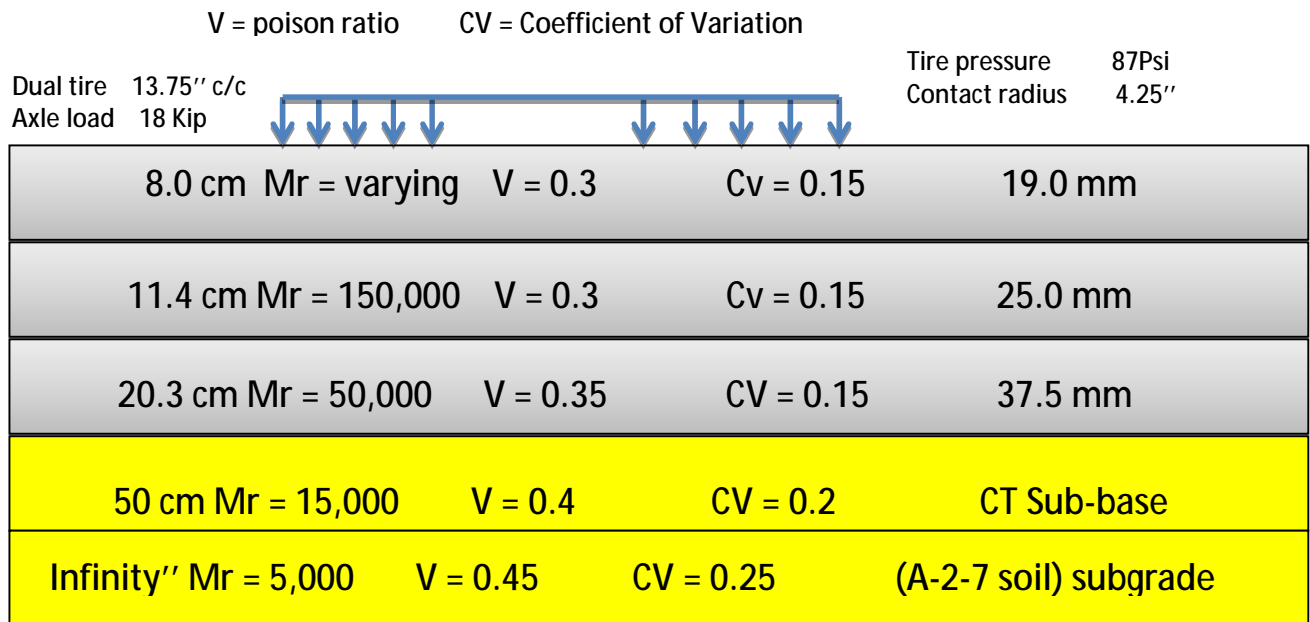 V = poison ratio CV = Coefficient of Variation
Tire pressure 87Psi
Dual tire 13.75’’ c/c
Contact radius 4.25’’
Axle load 18 Kip
8.0 cm Mr = varying V = 0.3 Cv = 0.15 19.0 mm
11.4 cm Mr = 150,000 V = 0.3 Cv = 0.15 25.0 mm
20.3 cm Mr = 50,000 V = 0.35 CV = 0.15 37.5 mm
50 cm Mr = 15,000 V = 0.4 CV = 0.2 CT Sub-base
Infinity’’ Mr = 5,000 V = 0.45 CV = 0.25 (A-2-7 soil) subgrade